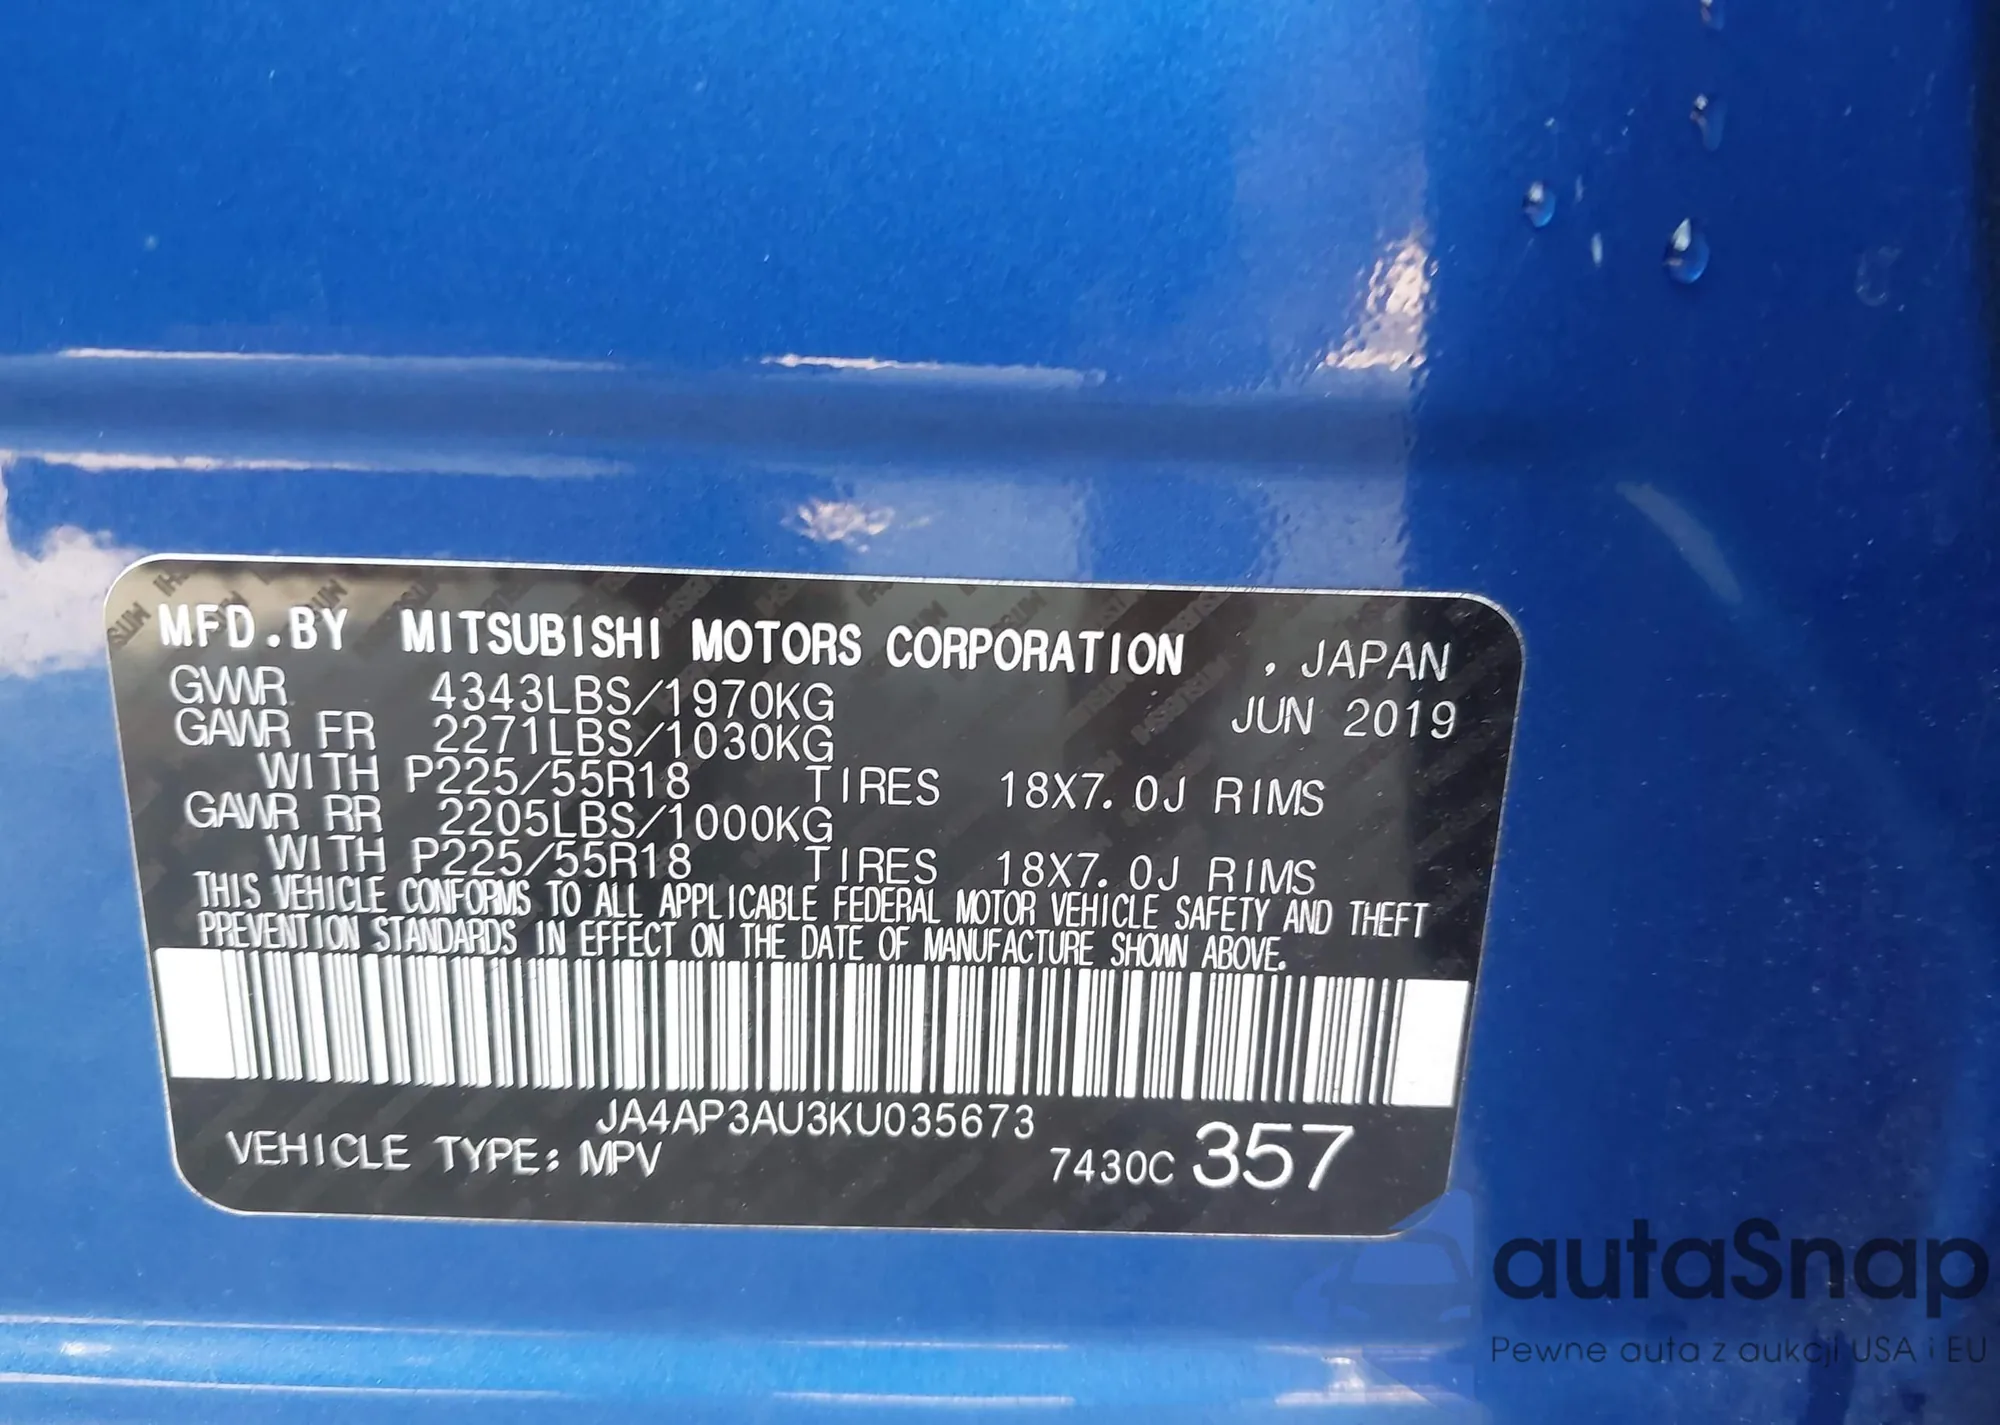 MFD.BY MITSUBISHI MOTORS CORPORATION , JAPAN
GVWR 4343LBS/1970KG JUN 2019
GAWR FR 2271LBS/1030KG
WITH P225/55R18 TIRES 18X7.0J RIMS
GAWR RR 2205LBS/1000KG
WITH P225/55R18 TIRES 18X7.0J RIMS
THIS VEHICLE CONFORMS TO ALL APPLICABLE FEDERAL MOTOR VEHICLE SAFETY AND THEFT
PREVENTION STANDARDS IN EFFECT ON THE DATE OF MANUFACTURE SHOWN ABOVE.
JA4AP3AU3KU035673
VEHICLE TYPE: MPV 7430C 357
autaSnap
Pewne auta z aukcji USA i EU